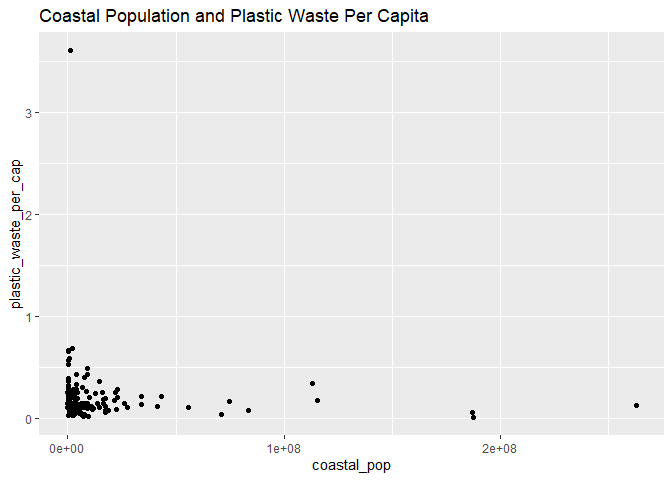 Coastal Population and Plastic Waste Per Capita
plastic_waste_per_cap
3
2
1
0
0e+00
1e+08
2e+08
coastal_pop